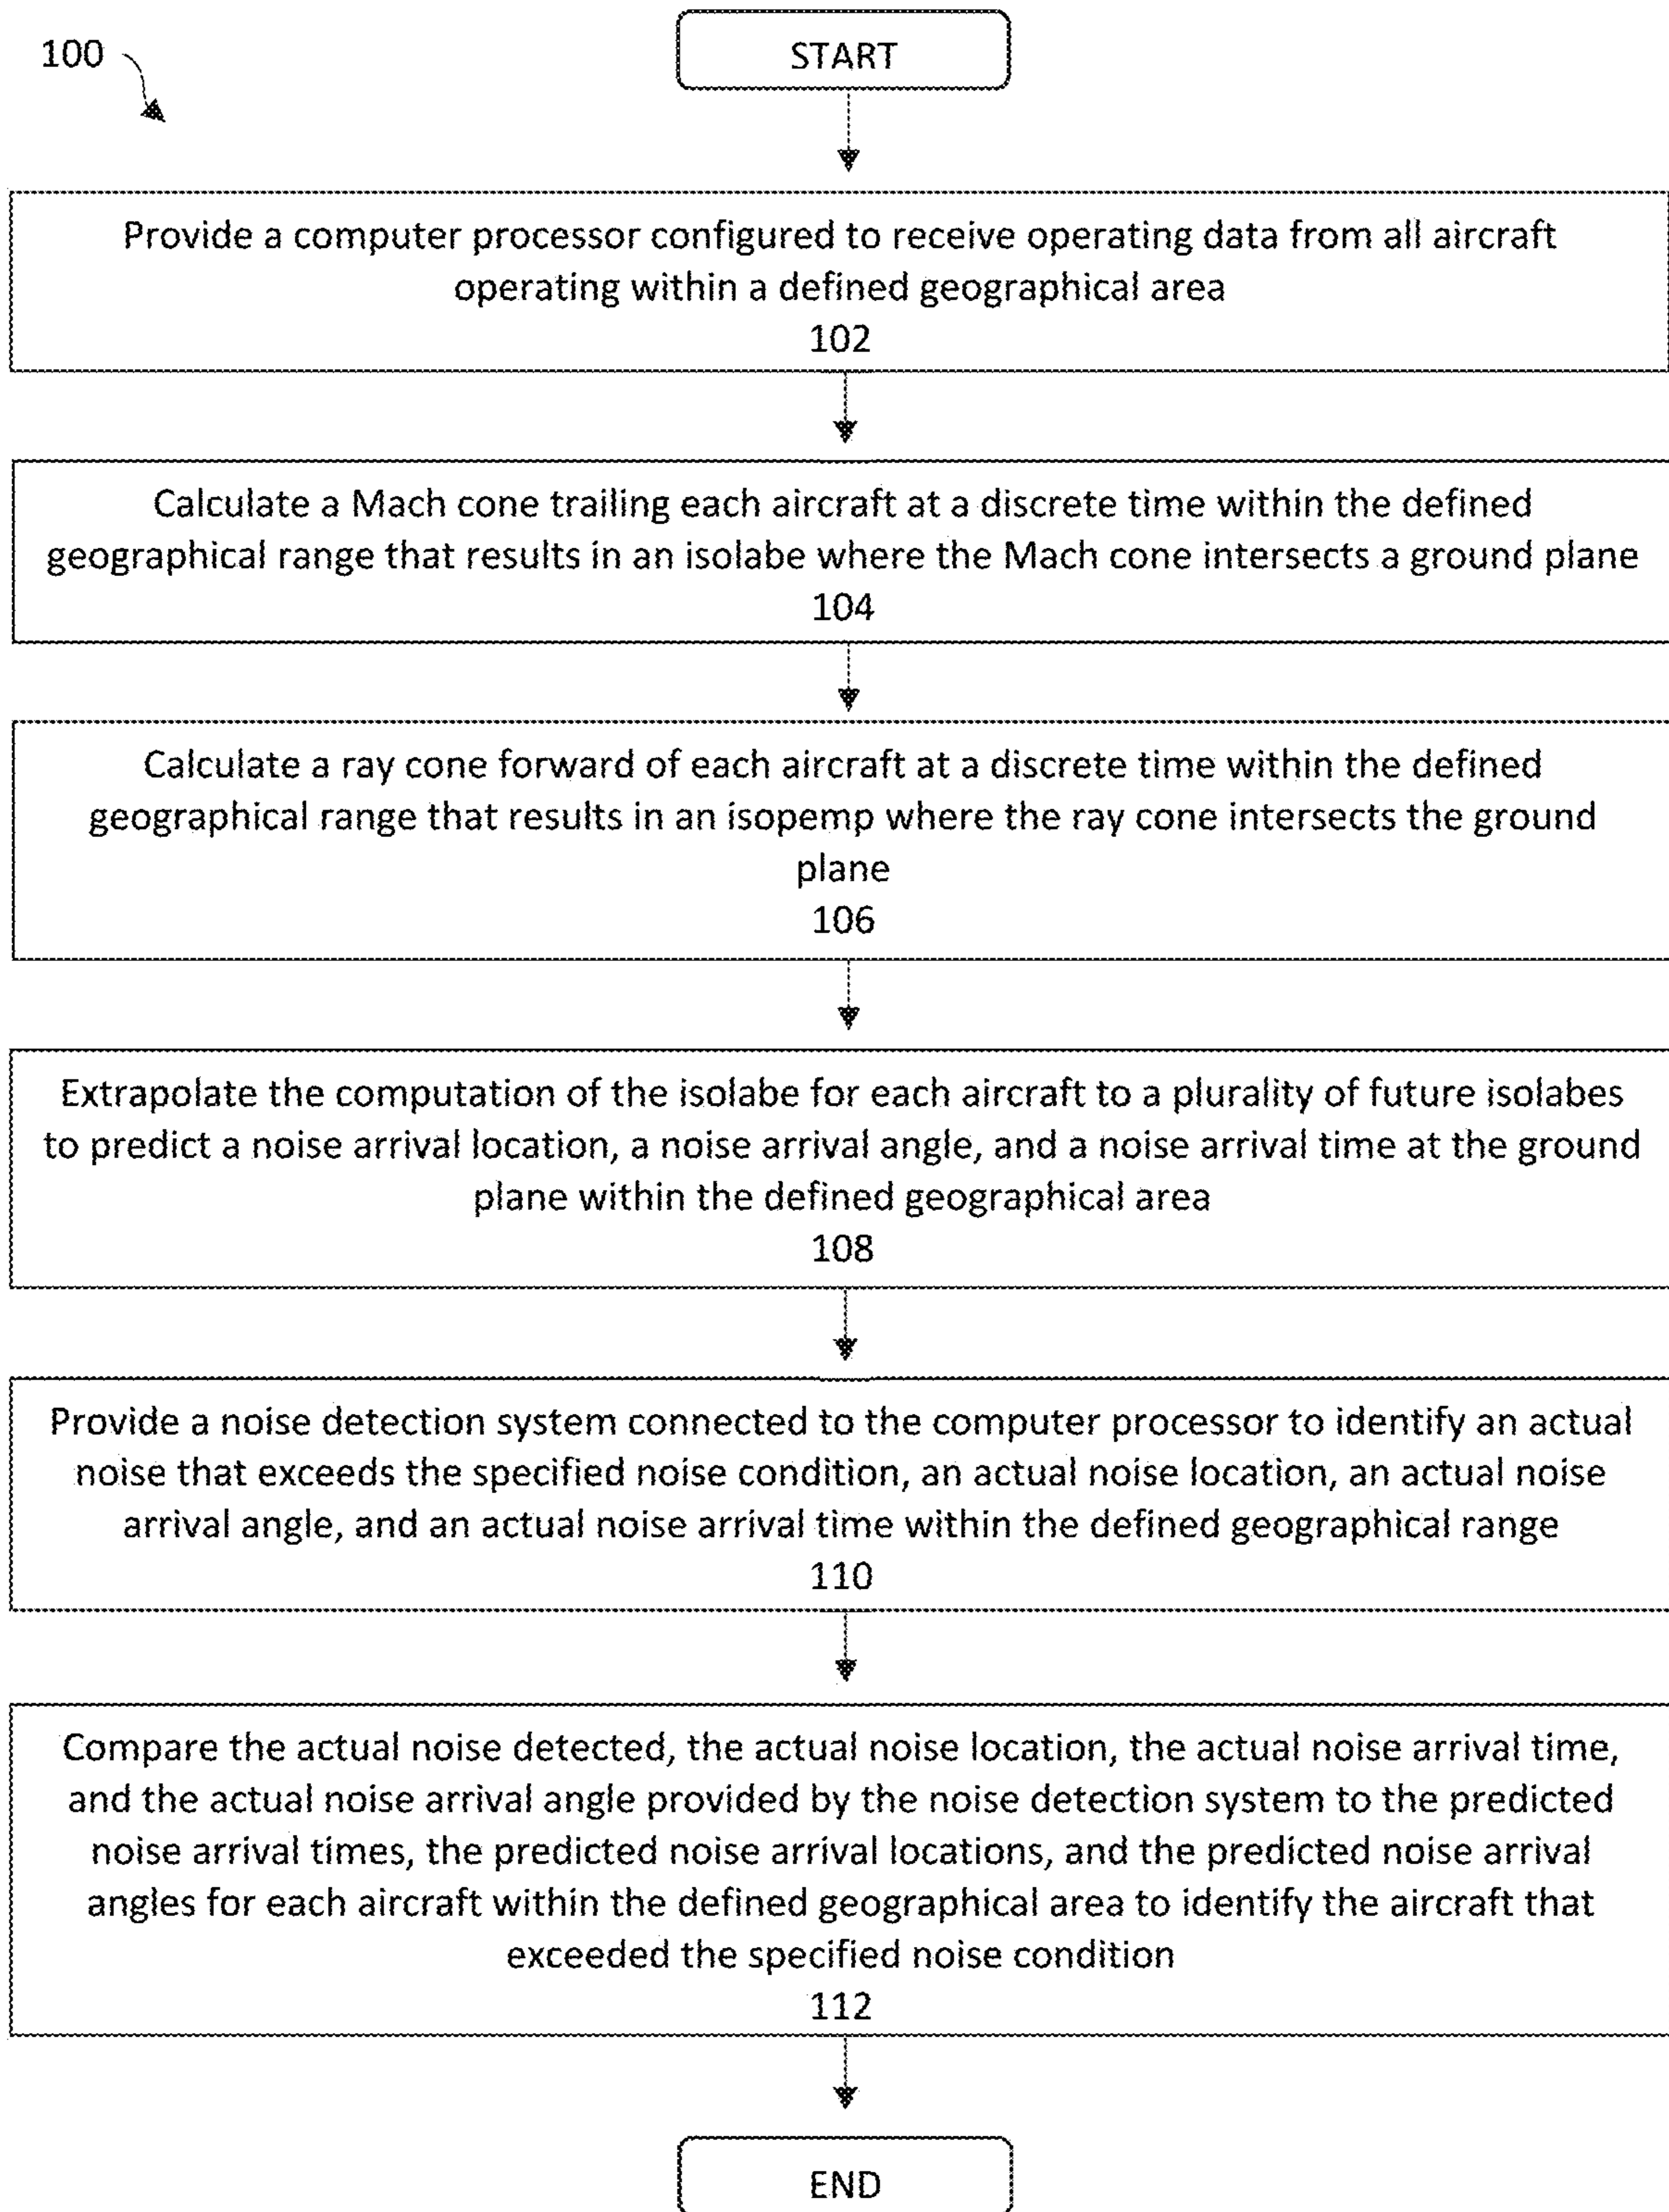 100
START
Provide a computer processor configured to receive operating data from all aircraft
operating within a defined geographical area
102
Calculate a Mach cone trailing each aircraft at a discrete time within the defined
geographical range that results in an isolabe where the Mach cone intersects a ground plane
104
Calculate a ray cone forward of each aircraft at a discrete time within the defined
geographical range that results in an isopemp where the ray cone intersects the ground
plane
106
Extrapolate the computation of the isolabe for each aircraft to a plurality of future isolabes
to predict a noise arrival location, a noise arrival angle, and a noise arrival time at the ground
plane within the defined geographical area
108
Provide a noise detection system connected to the computer processor to identify an actual
noise that exceeds the specified noise condition, an actual noise location, an actual noise
arrival angle, and an actual noise arrival time within the defined geographical range
110
Compare the actual noise detected, the actual noise location, the actual noise arrival time,
and the actual noise arrival angle provided by the noise detection system to the predicted
noise arrival times, the predicted noise arrival locations, and the predicted noise arrival
angles for each aircraft within the defined geographical area to identify the aircraft that
exceeded the specified noise condition
112
END